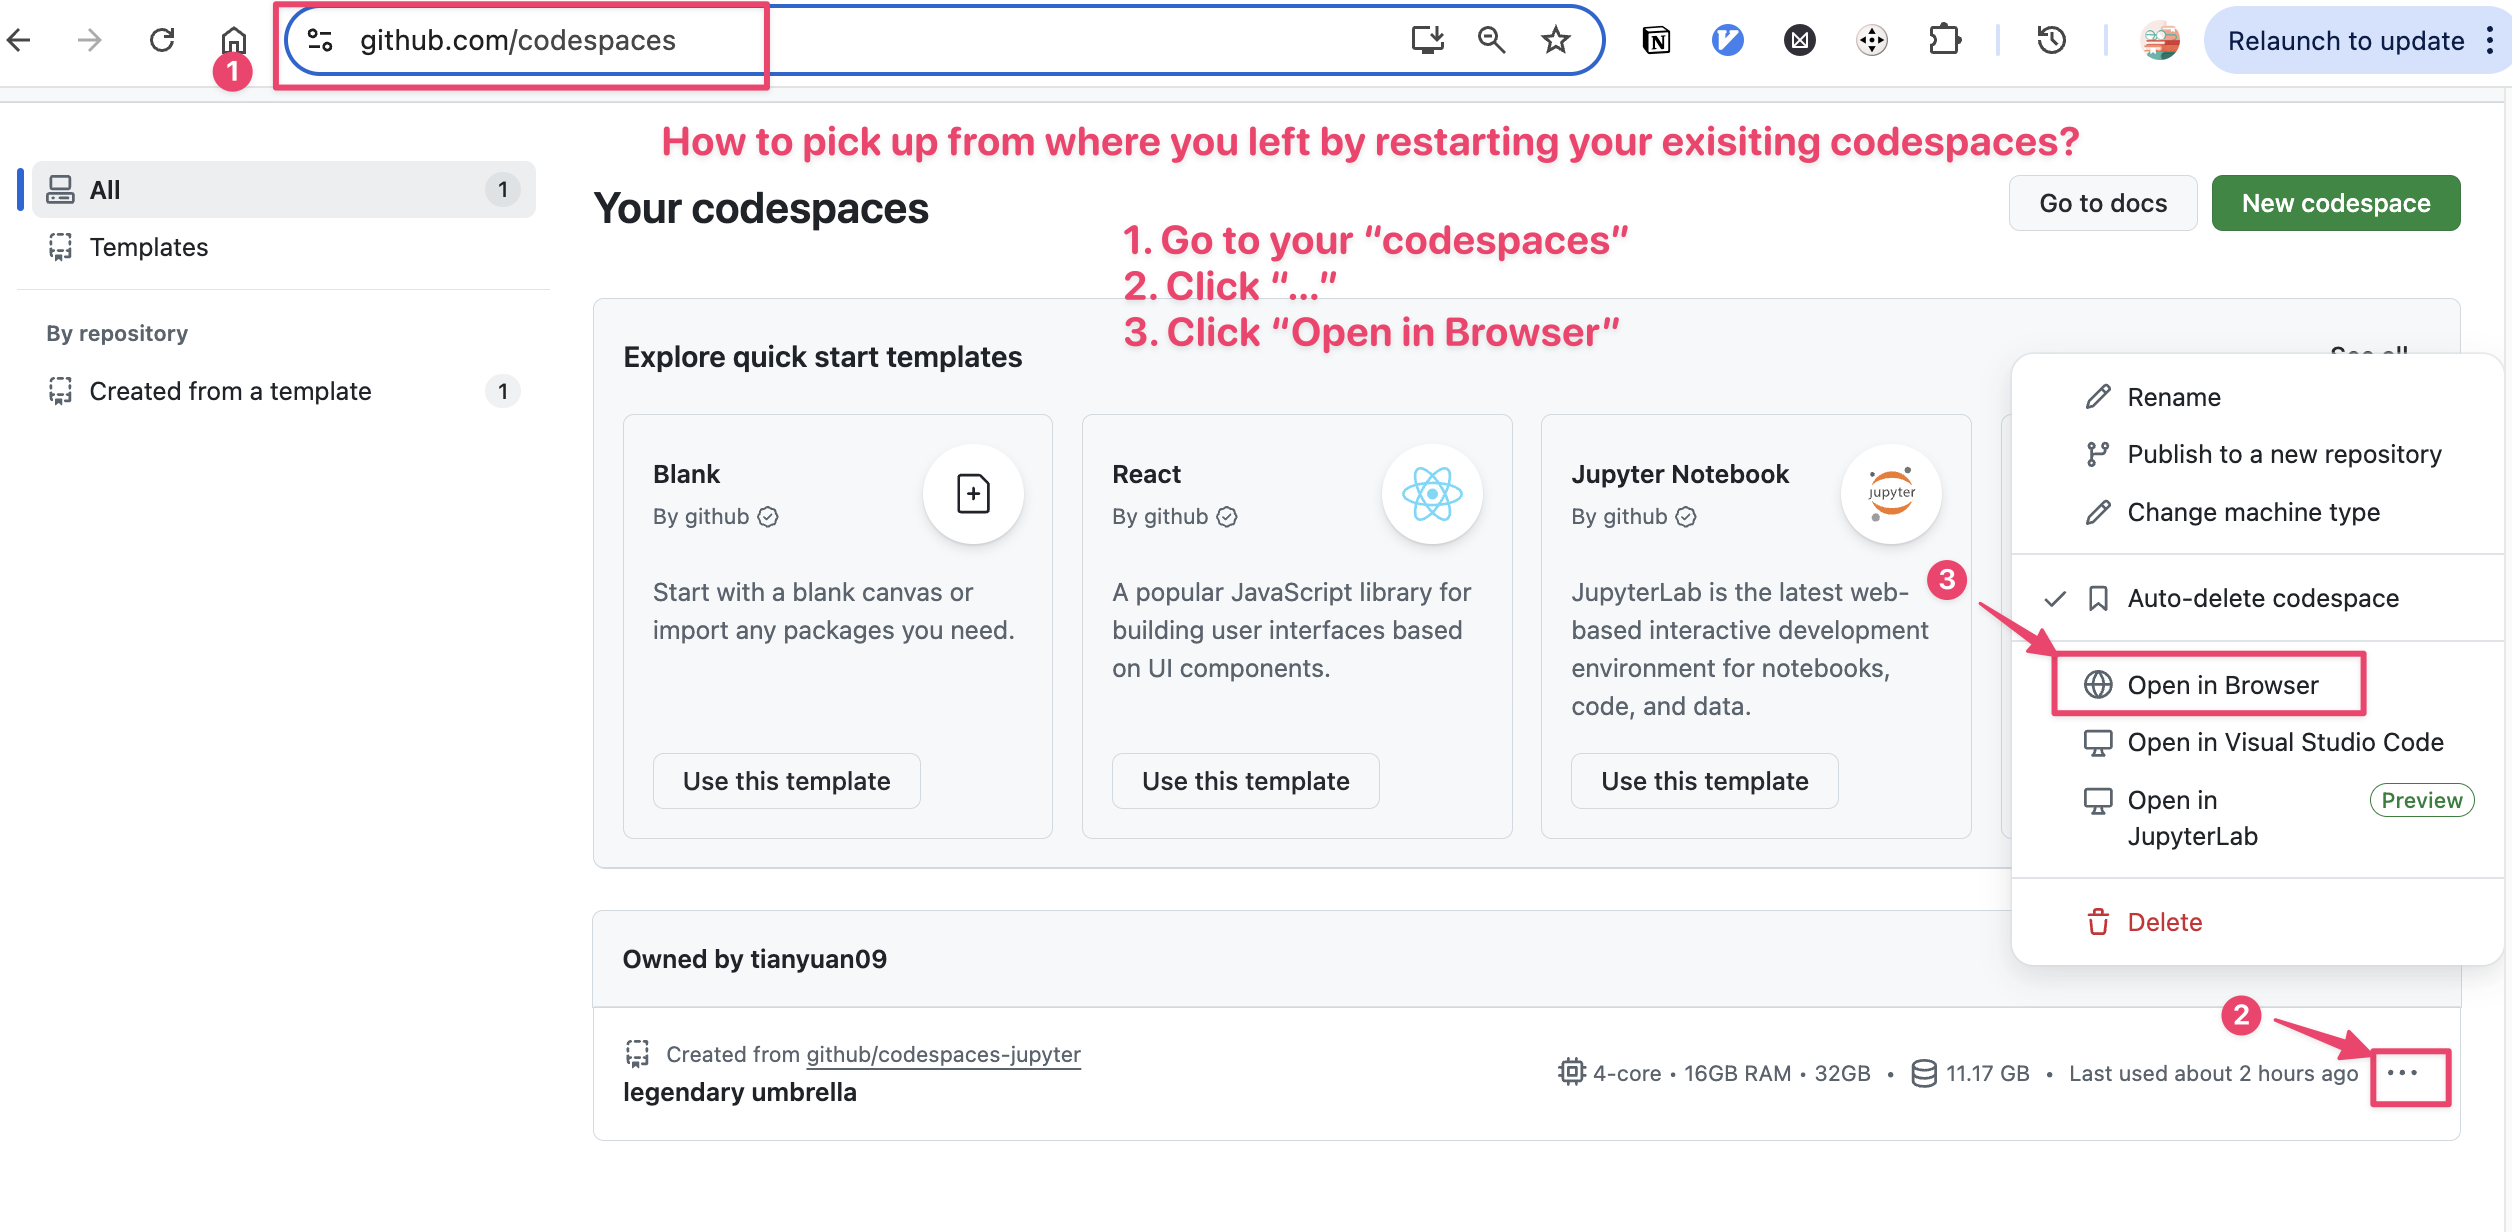 github.com/codespaces
Relaunch to update
1
How to pick up from where you left by restarting your exisiting codespaces?
All
1
Templates
By repository
Created from a template
1
Your codespaces
Go to docs
New codespace
1. Go to your “codespaces”
2. Click “...”
3. Click “Open in Browser”
Explore quick start templates
See all
Blank
By github
Start with a blank canvas or
import any packages you need.
Use this template
React
By github
A popular JavaScript library for
building user interfaces based
on UI components.
Use this template
Jupyter Notebook
By github
jupyter
JupyterLab is the latest web-
based interactive development
environment for notebooks,
code, and data.
Use this template
Rename
Publish to a new repository
Change machine type
Auto-delete codespace
3
Open in Browser
Open in Visual Studio Code
Open in
JupyterLab
Preview
Delete
Owned by tianyuan09
2
Created from github/codespaces-jupyter
legendary umbrella
4-core • 16GB RAM • 32GB • 11.17 GB • Last used about 2 hours ago